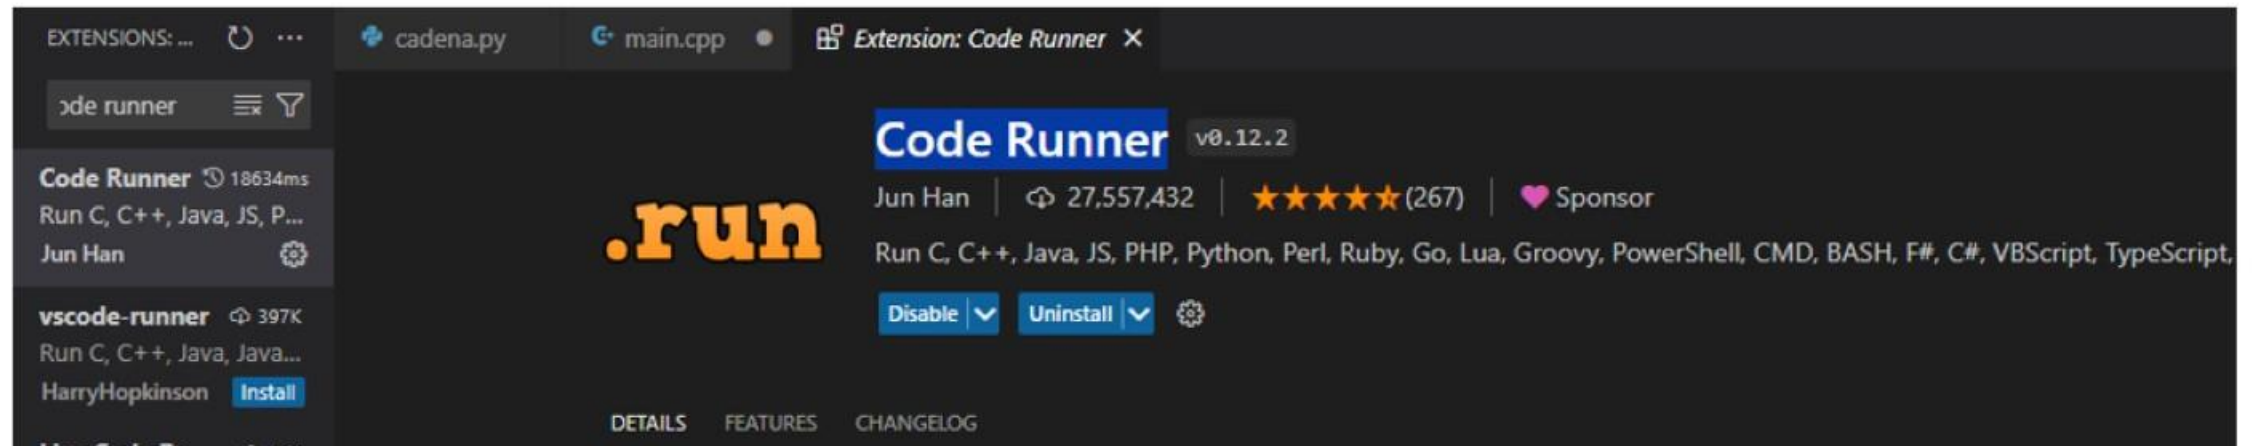 EXTENSIONS: ...
cadena.py
main.cpp
Extension: Code Runner
ode runner
Code Runner 18634ms
Run C, C++, Java, JS, P...
Jun Han
vscode-runner 397K
Run C, C++, Java, Java...
HarryHopkinson Install
.run
Code Runner v0.12.2
Jun Han 27,557,432 (267) Sponsor
Run C, C++, Java, JS, PHP, Python, Perl, Ruby, Go, Lua, Groovy, PowerShell, CMD, BASH, F#, C#, VBScript, TypeScript,
Disable Uninstall
DETAILS FEATURES CHANGELOG